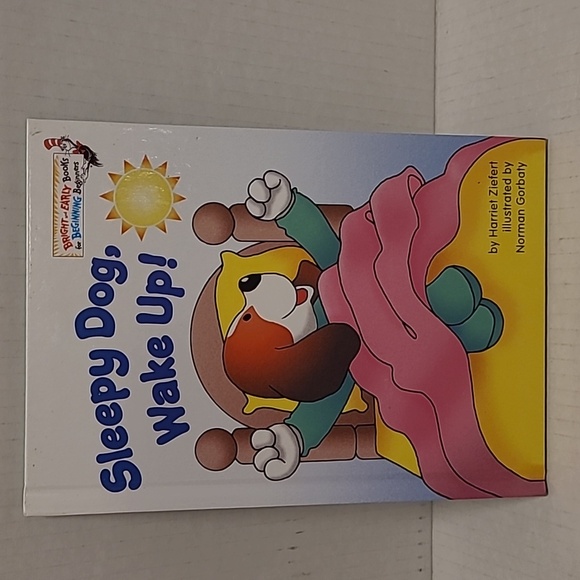 BRIGHT and EARLY BOOKS
for BEGINNING Beginners
Sleepy Dog,
Wake Up!
by Harriet Ziefert
illustrated by
Norman Gorbaty